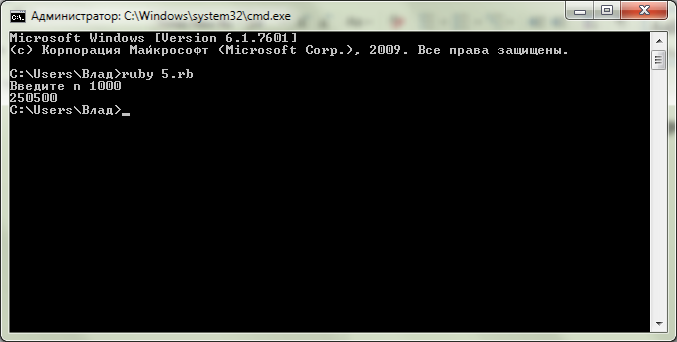 Администратор: C:\Windows\system32\cmd.exe
Microsoft Windows [Version 6.1.7601]
(c) Корпорация Майкрософт (Microsoft Corp.), 2009. Все права защищены.
C:\Users\Влад>ruby 5.rb
Введите n 1000
250500
C:\Users\Влад>_